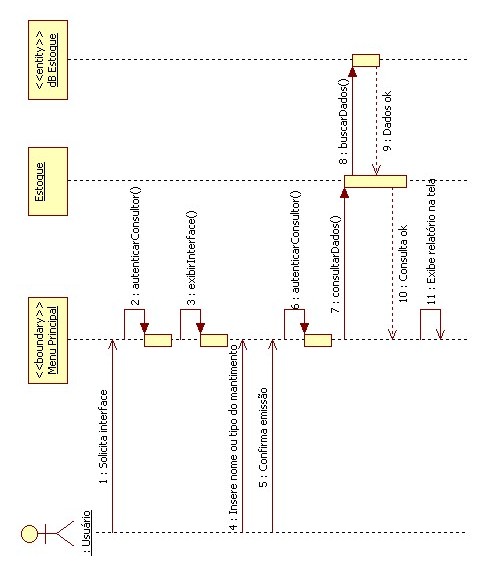 : Usuário
<<boundary>>
Menu Principal
Estoque
<<entity>>
dB Estoque
1 : Solicita interface
2 : autenticarConsultor()
3 : exibirInterface()
4 : Insere nome ou tipo do mantimento
5 : Confirma emissão
6 : autenticarConsultor()
7 : consultarDados()
8 : buscarDados()
9 : Dados ok
10 : Consulta ok
11 : Exibe relatório na tela